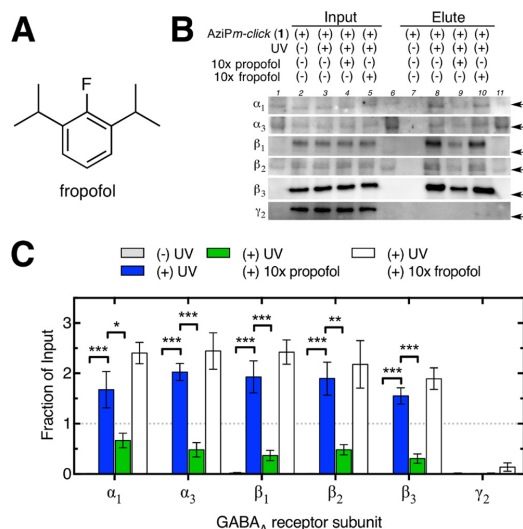 A
F
fropofol
B
Input Elute
AziPm-click (1) (+) (+) (+) (+) (+) (+) (+) (+)
UV (-) (+) (+) (+) (-) (+) (+) (+)
10x propofol (-) (-) (+) (-) (-) (-) (+) (-)
10x fropofol (-) (-) (-) (+) (-) (-) (-) (+)
1 2 3 4 5 6 7 8 9 10 11
α1
α3
β1
β2
β3
γ2
C
(-) UV (+) UV (+) UV
(+) UV (+) 10x propofol (+) 10x fropofol
Fraction of Input
3
2
1
0
*** * *** *** *** *** *** ** *** ***
α1 α3 β1 β2 β3 γ2
GABAA receptor subunit